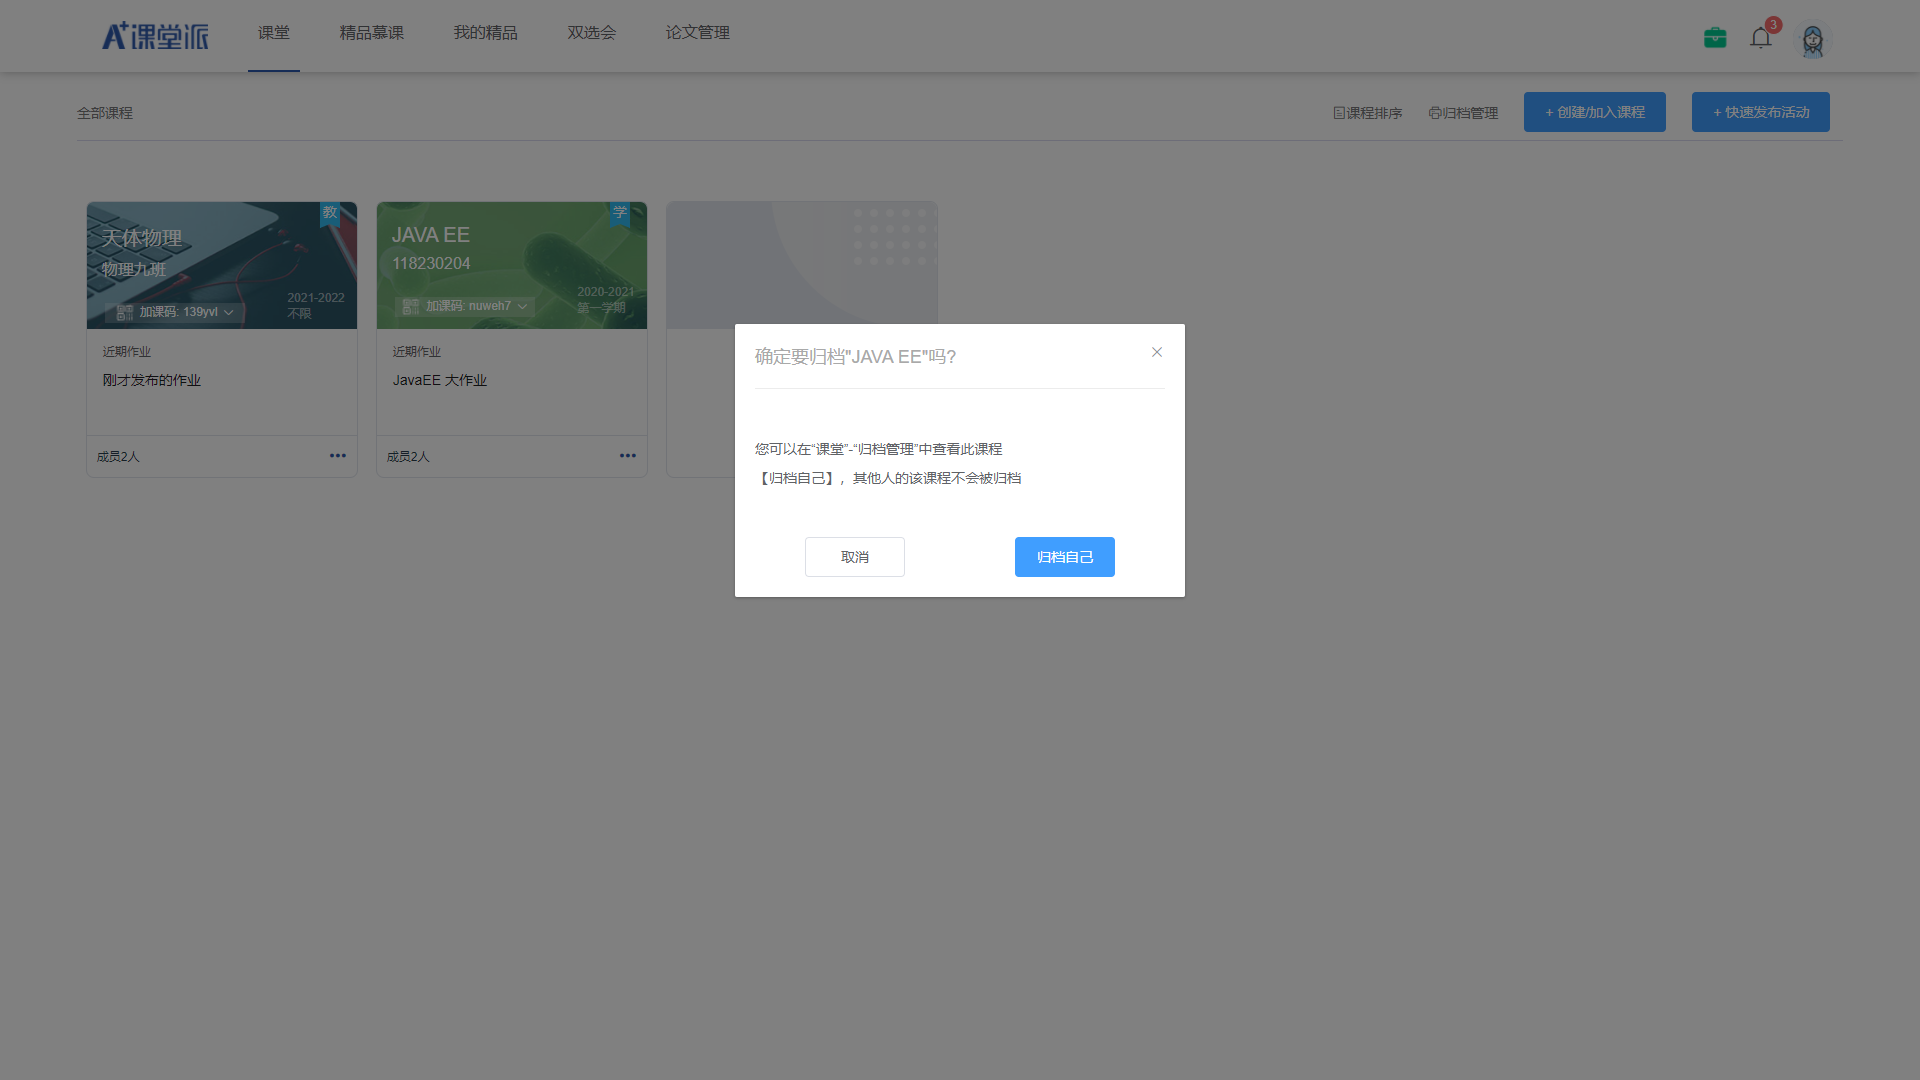 A+课堂派
课堂
精品慕课
我的精品
双选会
论文管理
3
全部课程
课程排序
归档管理
+ 创建/加入课程
+ 快速发布活动
教
天体物理
物理九班
加课码: 139yvl
2021-2022
不限
近期作业
刚才发布的作业
成员2人
学
JAVA EE
118230204
加课码: nuweh7
2020-2021
第一学期
近期作业
JavaEE 大作业
成员2人
确定要归档"JAVA EE"吗?
您可以在“课堂”-“归档管理”中查看此课程
【归档自己】，其他人的该课程不会被归档
取消
归档自己